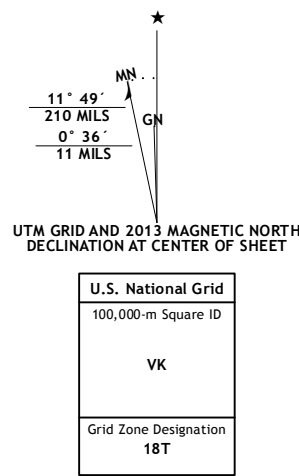 ★
MN
GN
11° 49´
210 MILS
0° 36´
11 MILS
UTM GRID AND 2013 MAGNETIC NORTH
DECLINATION AT CENTER OF SHEET
U.S. National Grid
100,000-m Square ID
VK
Grid Zone Designation
18T